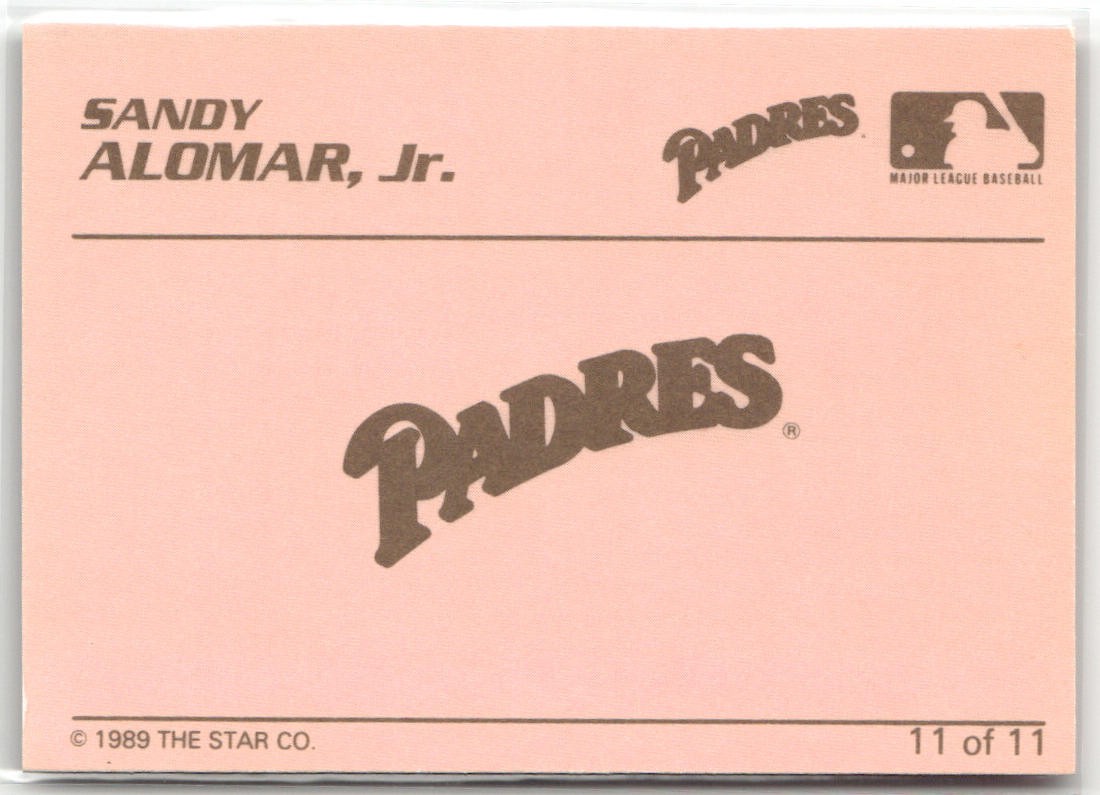 SANDY
ALOMAR, Jr.
PADRES
MAJOR LEAGUE BASEBALL
PADRES ®
© 1989 THE STAR CO.
11 of 11